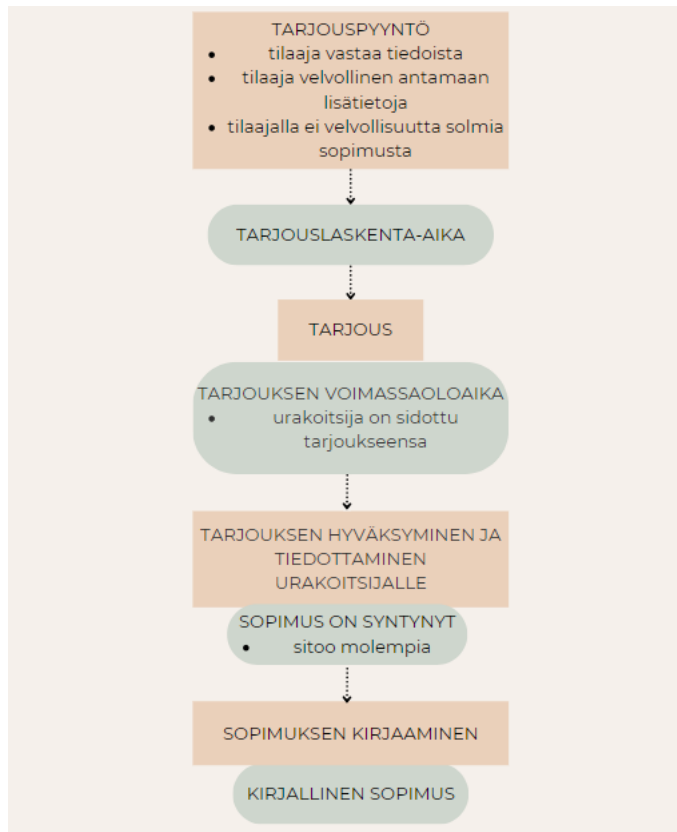 TARJOUSPYYNTÖ
• tilaaja vastaa tiedoista
• tilaaja velvollinen antamaan
lisätietoja
• tilaajalla ei velvollisuutta solmia
sopimusta
TARJOUSLASKENTA-AIKA
TARJOUS
TARJOUKSEN VOIMASSAOLOAIKA
• urakoitsija on sidottu
tarjoukseensa
TARJOUKSEN HYVÄKSYMINEN JA
TIEDOTTAMINEN
URAKOITSIJALLE
SOPIMUS ON SYNTYNYT
• sitoo molempia
SOPIMUKSEN KIRJAAMINEN
KIRJALLINEN SOPIMUS